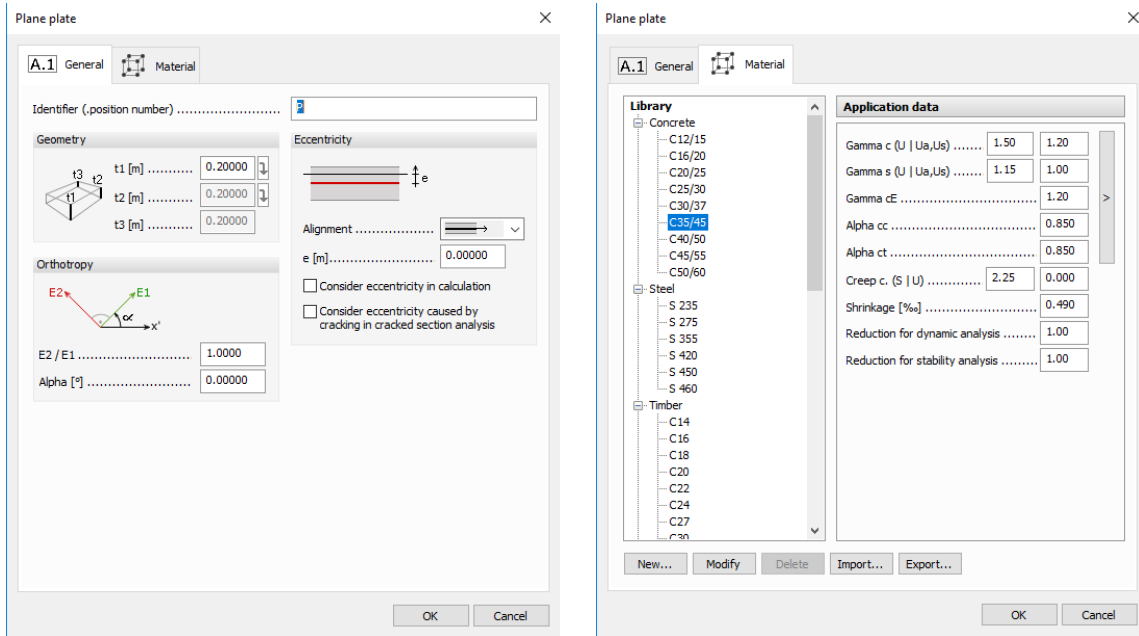 Plane plate
A.1 General Material
Identifier (.position number) ........................ P
Geometry
t1
t2
t3
t1 [m] ........... 0.20000
t2 [m] ........... 0.20000
t3 [m] ........... 0.20000
Eccentricity
e
Alignment ....................
e [m].......................... 0.00000
Consider eccentricity in calculation
Consider eccentricity caused by
cracking in cracked section analysis
Orthotropy
E2
E1
α
x'
E2 / E1 ........................... 1.0000
Alpha [°] ......................... 0.00000
OK Cancel
Plane plate
A.1 General Material
Library
Concrete
C12/15
C16/20
C20/25
C25/30
C30/37
C35/45
C40/50
C45/55
C50/60
Steel
S 235
S 275
S 355
S 420
S 450
S 460
Timber
C14
C16
C18
C20
C22
C24
C27
C30
Application data
Gamma c (U | Ua,Us) ....... 1.50 1.20
Gamma s (U | Ua,Us) ....... 1.15 1.00
Gamma cE ................................. 1.20
Alpha cc ...................................... 0.850
Alpha ct ....................................... 0.850
Creep c. (S | U) ............. 2.25 0.000
Shrinkage [‰] ........................... 0.490
Reduction for dynamic analysis ........ 1.00
Reduction for stability analysis ......... 1.00
>
New... Modify Delete Import... Export...
OK Cancel